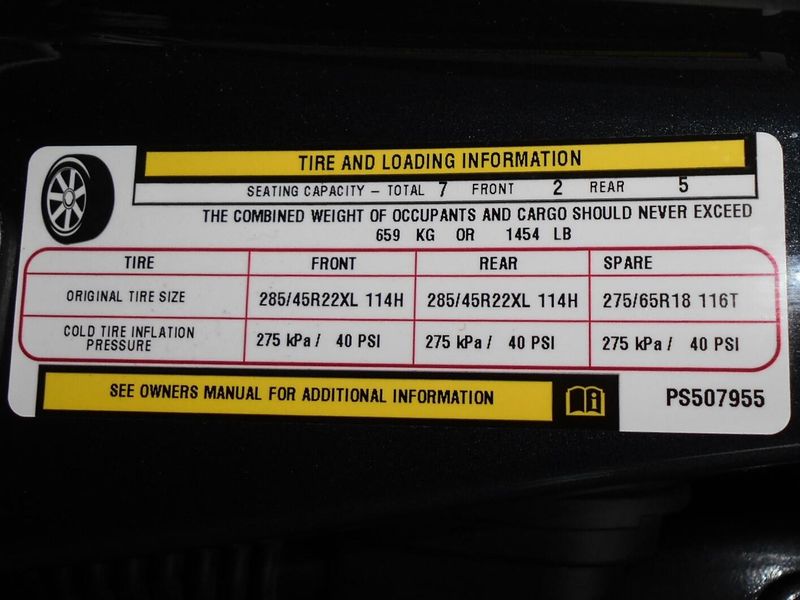 TIRE AND LOADING INFORMATION
SEATING CAPACITY – TOTAL 7 FRONT 2 REAR 5
THE COMBINED WEIGHT OF OCCUPANTS AND CARGO SHOULD NEVER EXCEED
659 KG OR 1454 LB
TIRE FRONT REAR SPARE
ORIGINAL TIRE SIZE 285/45R22XL 114H 285/45R22XL 114H 275/65R18 116T
COLD TIRE INFLATION
PRESSURE 275 kPa / 40 PSI 275 kPa / 40 PSI 275 kPa / 40 PSI
SEE OWNERS MANUAL FOR ADDITIONAL INFORMATION
PS507955